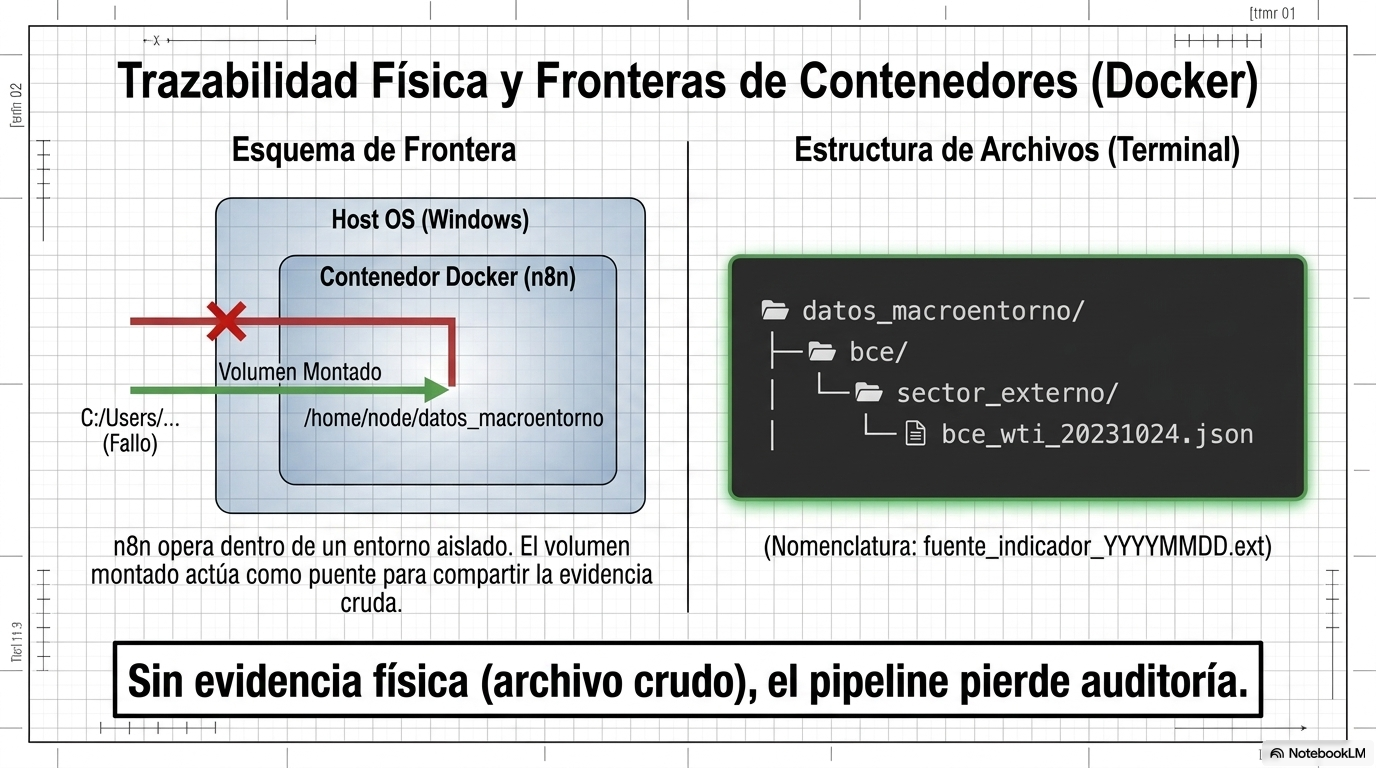 [ttmr 01
X
Trazabilidad Física y Fronteras de Contenedores (Docker)
Esquema de Frontera
Host OS (Windows)
Contenedor Docker (n8n)
Volumen Montado
C:/Users/...
(Fallo)
/home/node/datos_macroentorno
n8n opera dentro de un entorno aislado. El volumen
montado actúa como puente para compartir la evidencia
cruda.
Estructura de Archivos (Terminal)
datos_macroentorno/
bce/
sector_externo/
bce_wti_20231024.json
(Nomenclatura: fuente_indicador_YYYYMMDD.ext)
Sin evidencia física (archivo crudo), el pipeline pierde auditoría.
NotebookLM